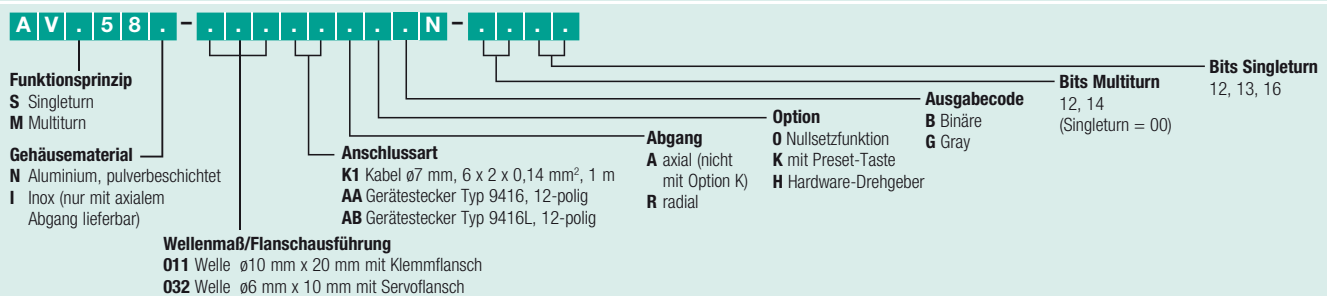 A V . 5 8 . - . . . . . . . . N - . . . .
Funktionsprinzip
S Singleturn
M Multiturn
Gehäusematerial
N Aluminium, pulverbeschichtet
I Inox (nur mit axialem
Abgang lieferbar)
Wellenmaß/Flanschausführung
011 Welle ø10 mm x 20 mm mit Klemmflansch
032 Welle ø6 mm x 10 mm mit Servoflansch
Anschlussart
K1 Kabel ø7 mm, 6 x 2 x 0,14 mm², 1 m
AA Gerätestecker Typ 9416, 12-polig
AB Gerätestecker Typ 9416L, 12-polig
Abgang
A axial (nicht
mit Option K)
R radial
Option
0 Nullsetzfunktion
K mit Preset-Taste
H Hardware-Drehgeber
Ausgabecode
B Binäre
G Gray
Bits Multiturn
12, 14
(Singleturn = 00)
Bits Singleturn
12, 13, 16